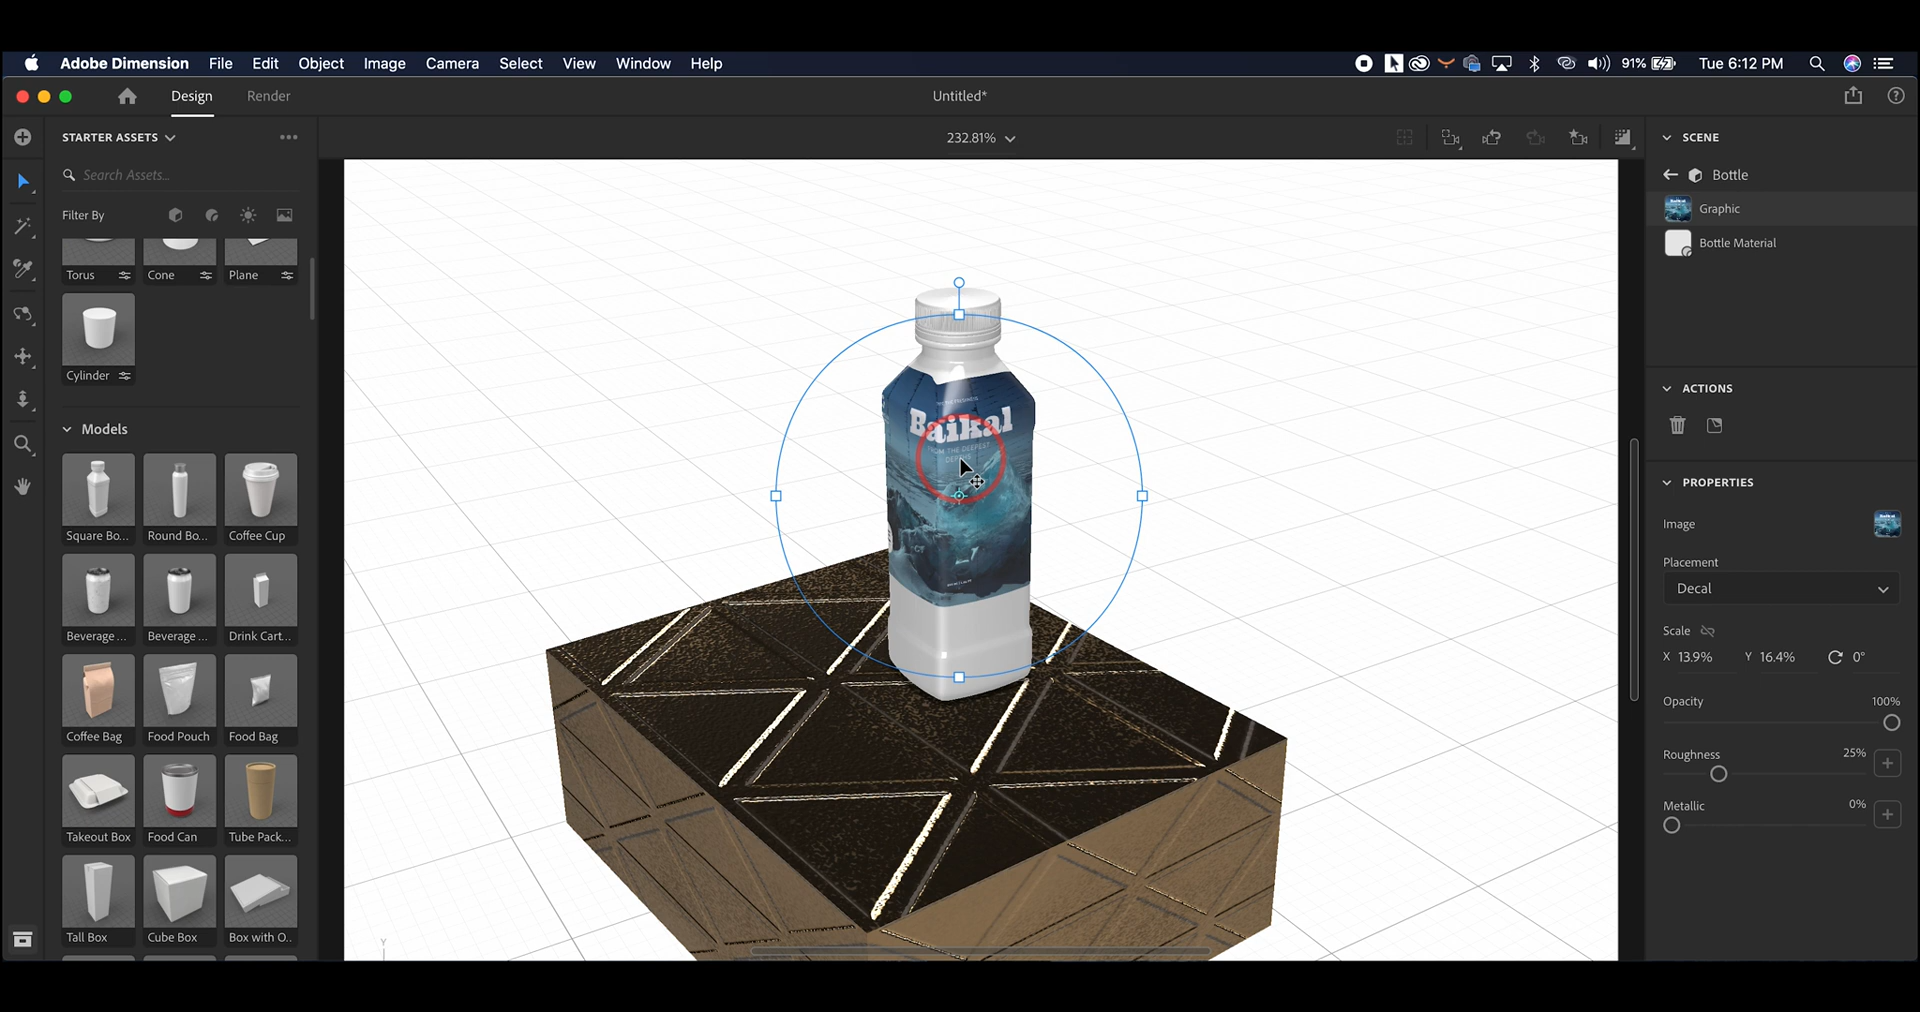 Adobe Dimension File Edit Object Image Camera Select View Window Help 91% Tue 6:12 PM
Design Render Untitled*
STARTER ASSETS
232.81%
Search Assets...
Filter By
Torus Cone Plane
Cylinder
Models
Square Bo... Round Bo... Coffee Cup
Beverage ... Beverage ... Drink Cart...
Coffee Bag Food Pouch Food Bag
Takeout Box Food Can Tube Pack...
Tall Box Cube Box Box with O..
Baikal
FROM THE DEEPEST
DEPTHS
Y
SCENE
Bottle
Graphic
Bottle Material
ACTIONS
PROPERTIES
Image
Placement
Decal
Scale
X 13.9% Y 16.4% 0°
Opacity 100%
Roughness 25%
Metallic 0%